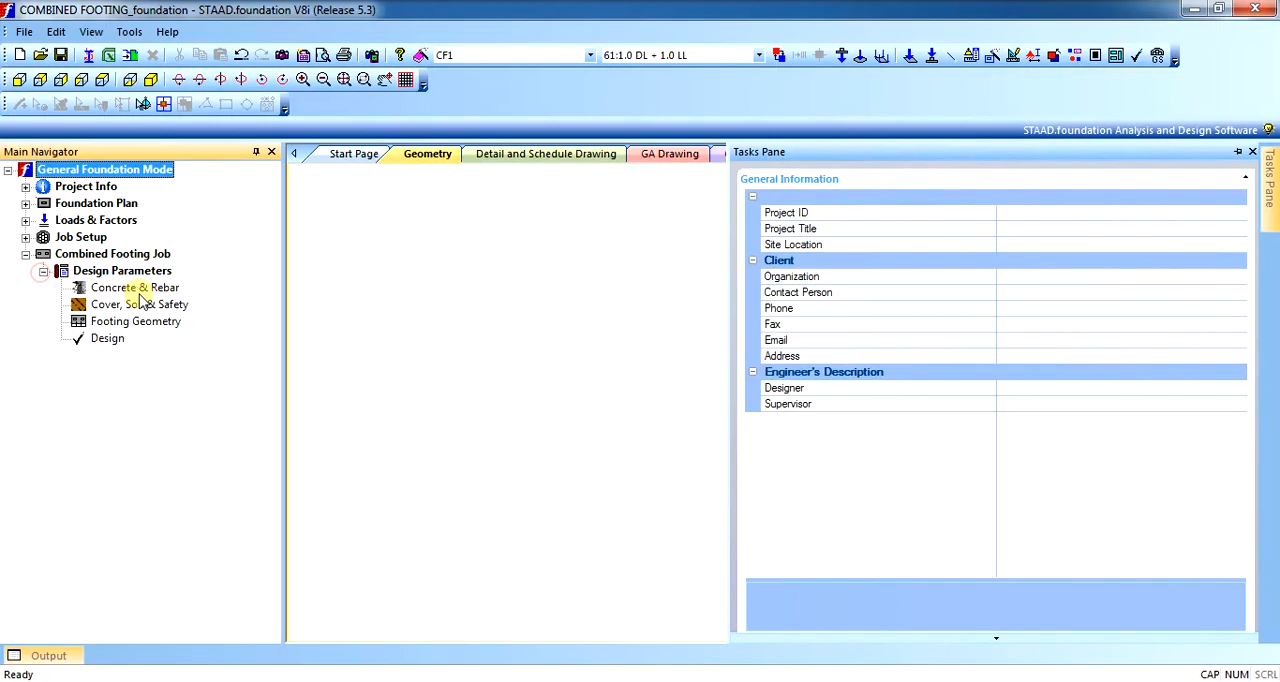 COMBINED FOOTING_foundation - STAAD.foundation V8i (Release 5.3)
File Edit View Tools Help
CF1 61:1.0 DL + 1.0 LL
STAAD.foundation Analysis and Design Software
Main Navigator
General Foundation Mode
Project Info
Foundation Plan
Loads & Factors
Job Setup
Combined Footing Job
Design Parameters
Concrete & Rebar
Cover, Soil & Safety
Footing Geometry
Design
Start Page Geometry Detail and Schedule Drawing GA Drawing
Tasks Pane
General Information
Project ID
Project Title
Site Location
Client
Organization
Contact Person
Phone
Fax
Email
Address
Engineer's Description
Designer
Supervisor
Tasks Pane
Output
Ready
CAP NUM SCRL